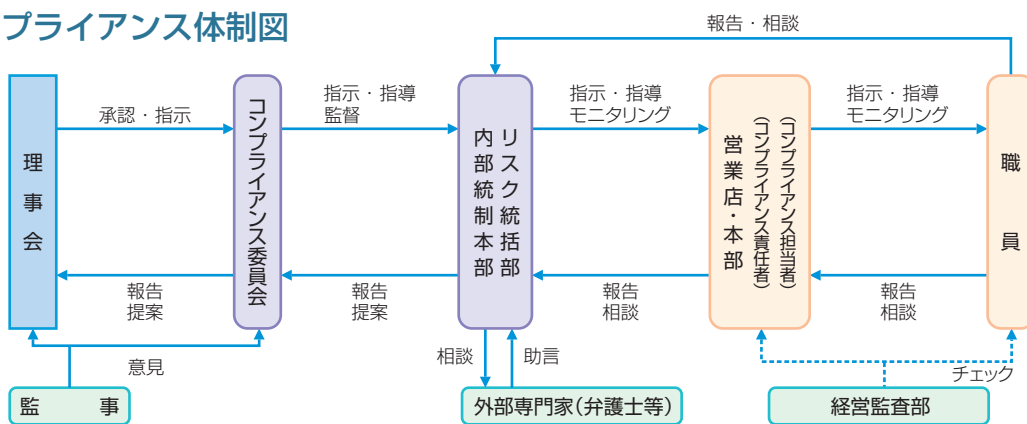 プライアンス体制図
報告・相談
承認・指示
指示・指導
監督
指示・指導
モニタリング
指示・指導
モニタリング
理事会
コンプライアンス委員会
リスク統括部
内部統制本部
(コンプライアンス担当者)
(コンプライアンス責任者)
営業店・本部
職員
報告
提案
報告
提案
報告
相談
報告
相談
意見
相談
助言
チェック
監事
外部専門家(弁護士等)
経営監査部